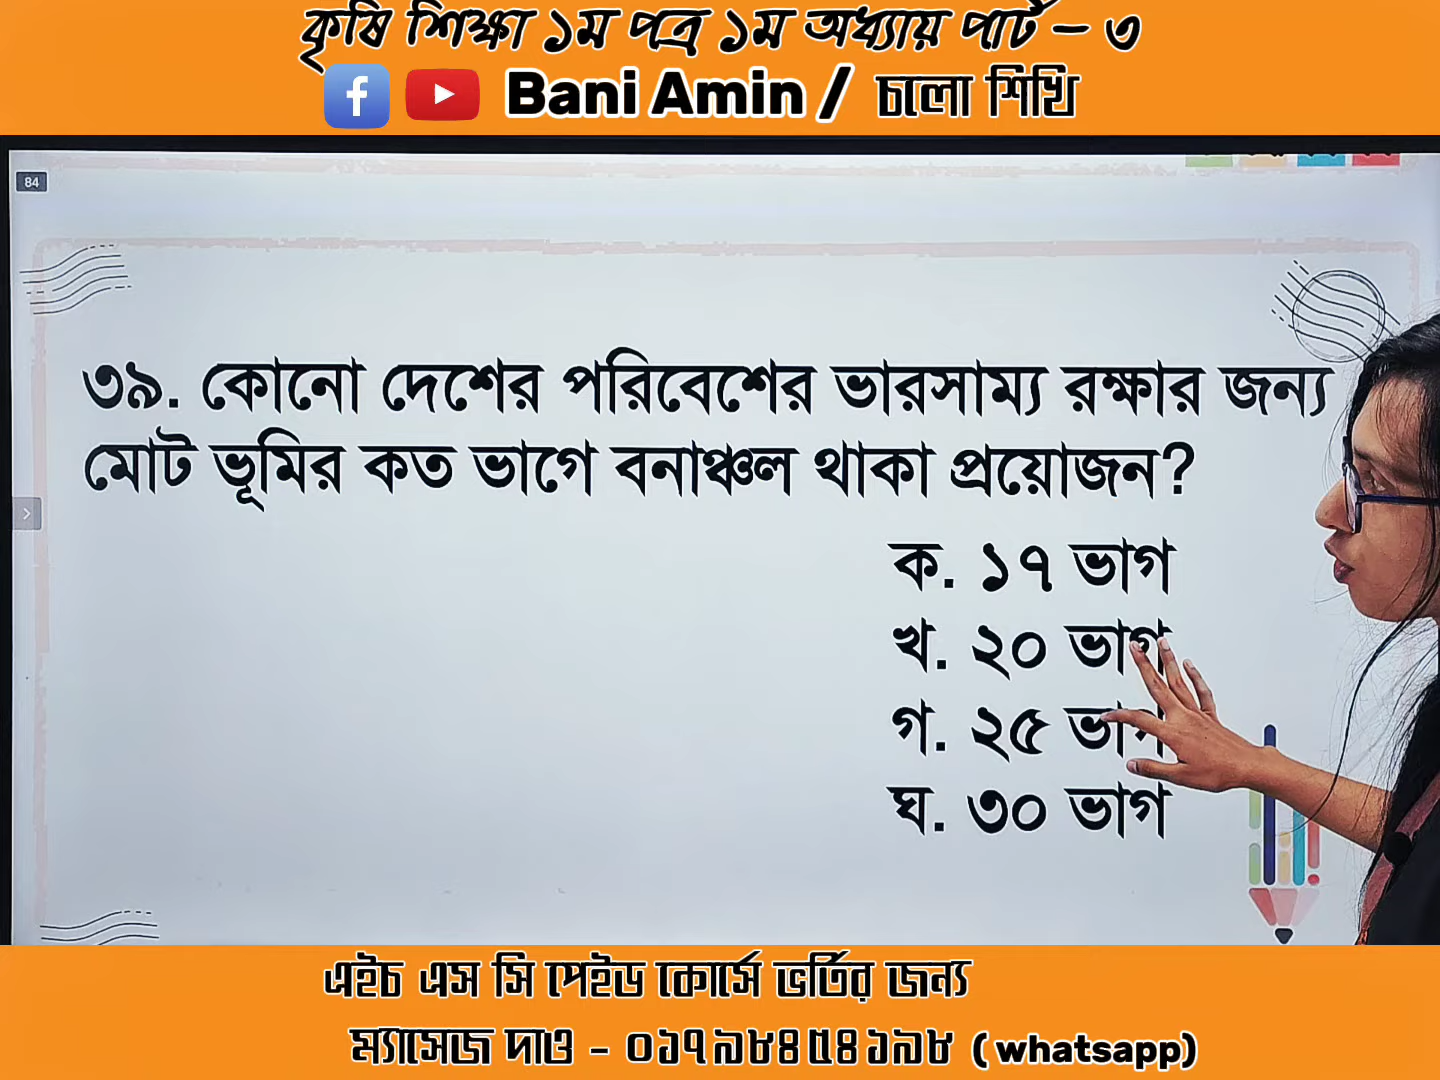 কৃষি শিক্ষা ১ম পত্র ১ম অধ্যায় পার্ট – ৩
Bani Amin / চলো শিখি
84
৩৯. কোনো দেশের পরিবেশের ভারসাম্য রক্ষার জন্য
মোট ভূমির কত ভাগে বনাঞ্চল থাকা প্রয়োজন?
ক. ১৭ ভাগ
খ. ২০ ভাগ
গ. ২৫ ভাগ
ঘ. ৩০ ভাগ
এইচ এস সি পেইড কোর্সে ভর্তির জন্য
ম্যাসেজ দাও - ০১৭৯৮৪৫৪১৯৮ ( whatsapp)